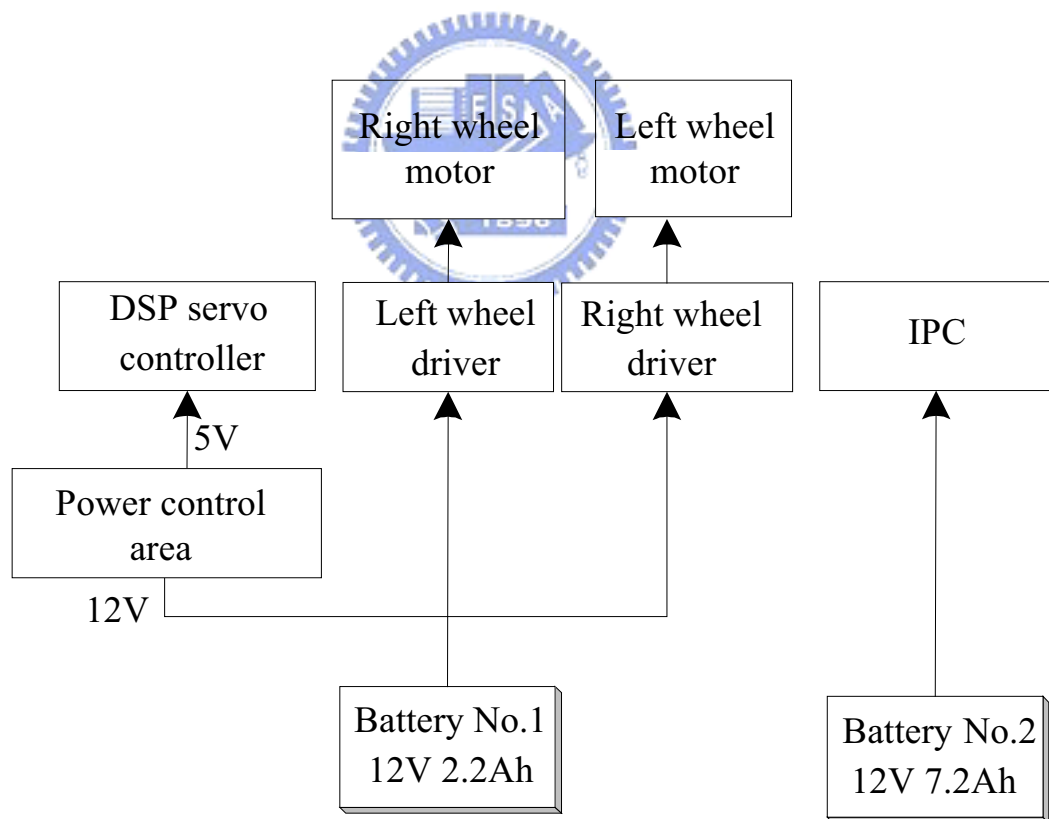 E S A
Right wheel
motor
Left wheel
motor
1896
DSP servo
controller
Left wheel
driver
Right wheel
driver
IPC
5V
Power control
area
12V
Battery No.1
12V 2.2Ah
Battery No.2
12V 7.2Ah